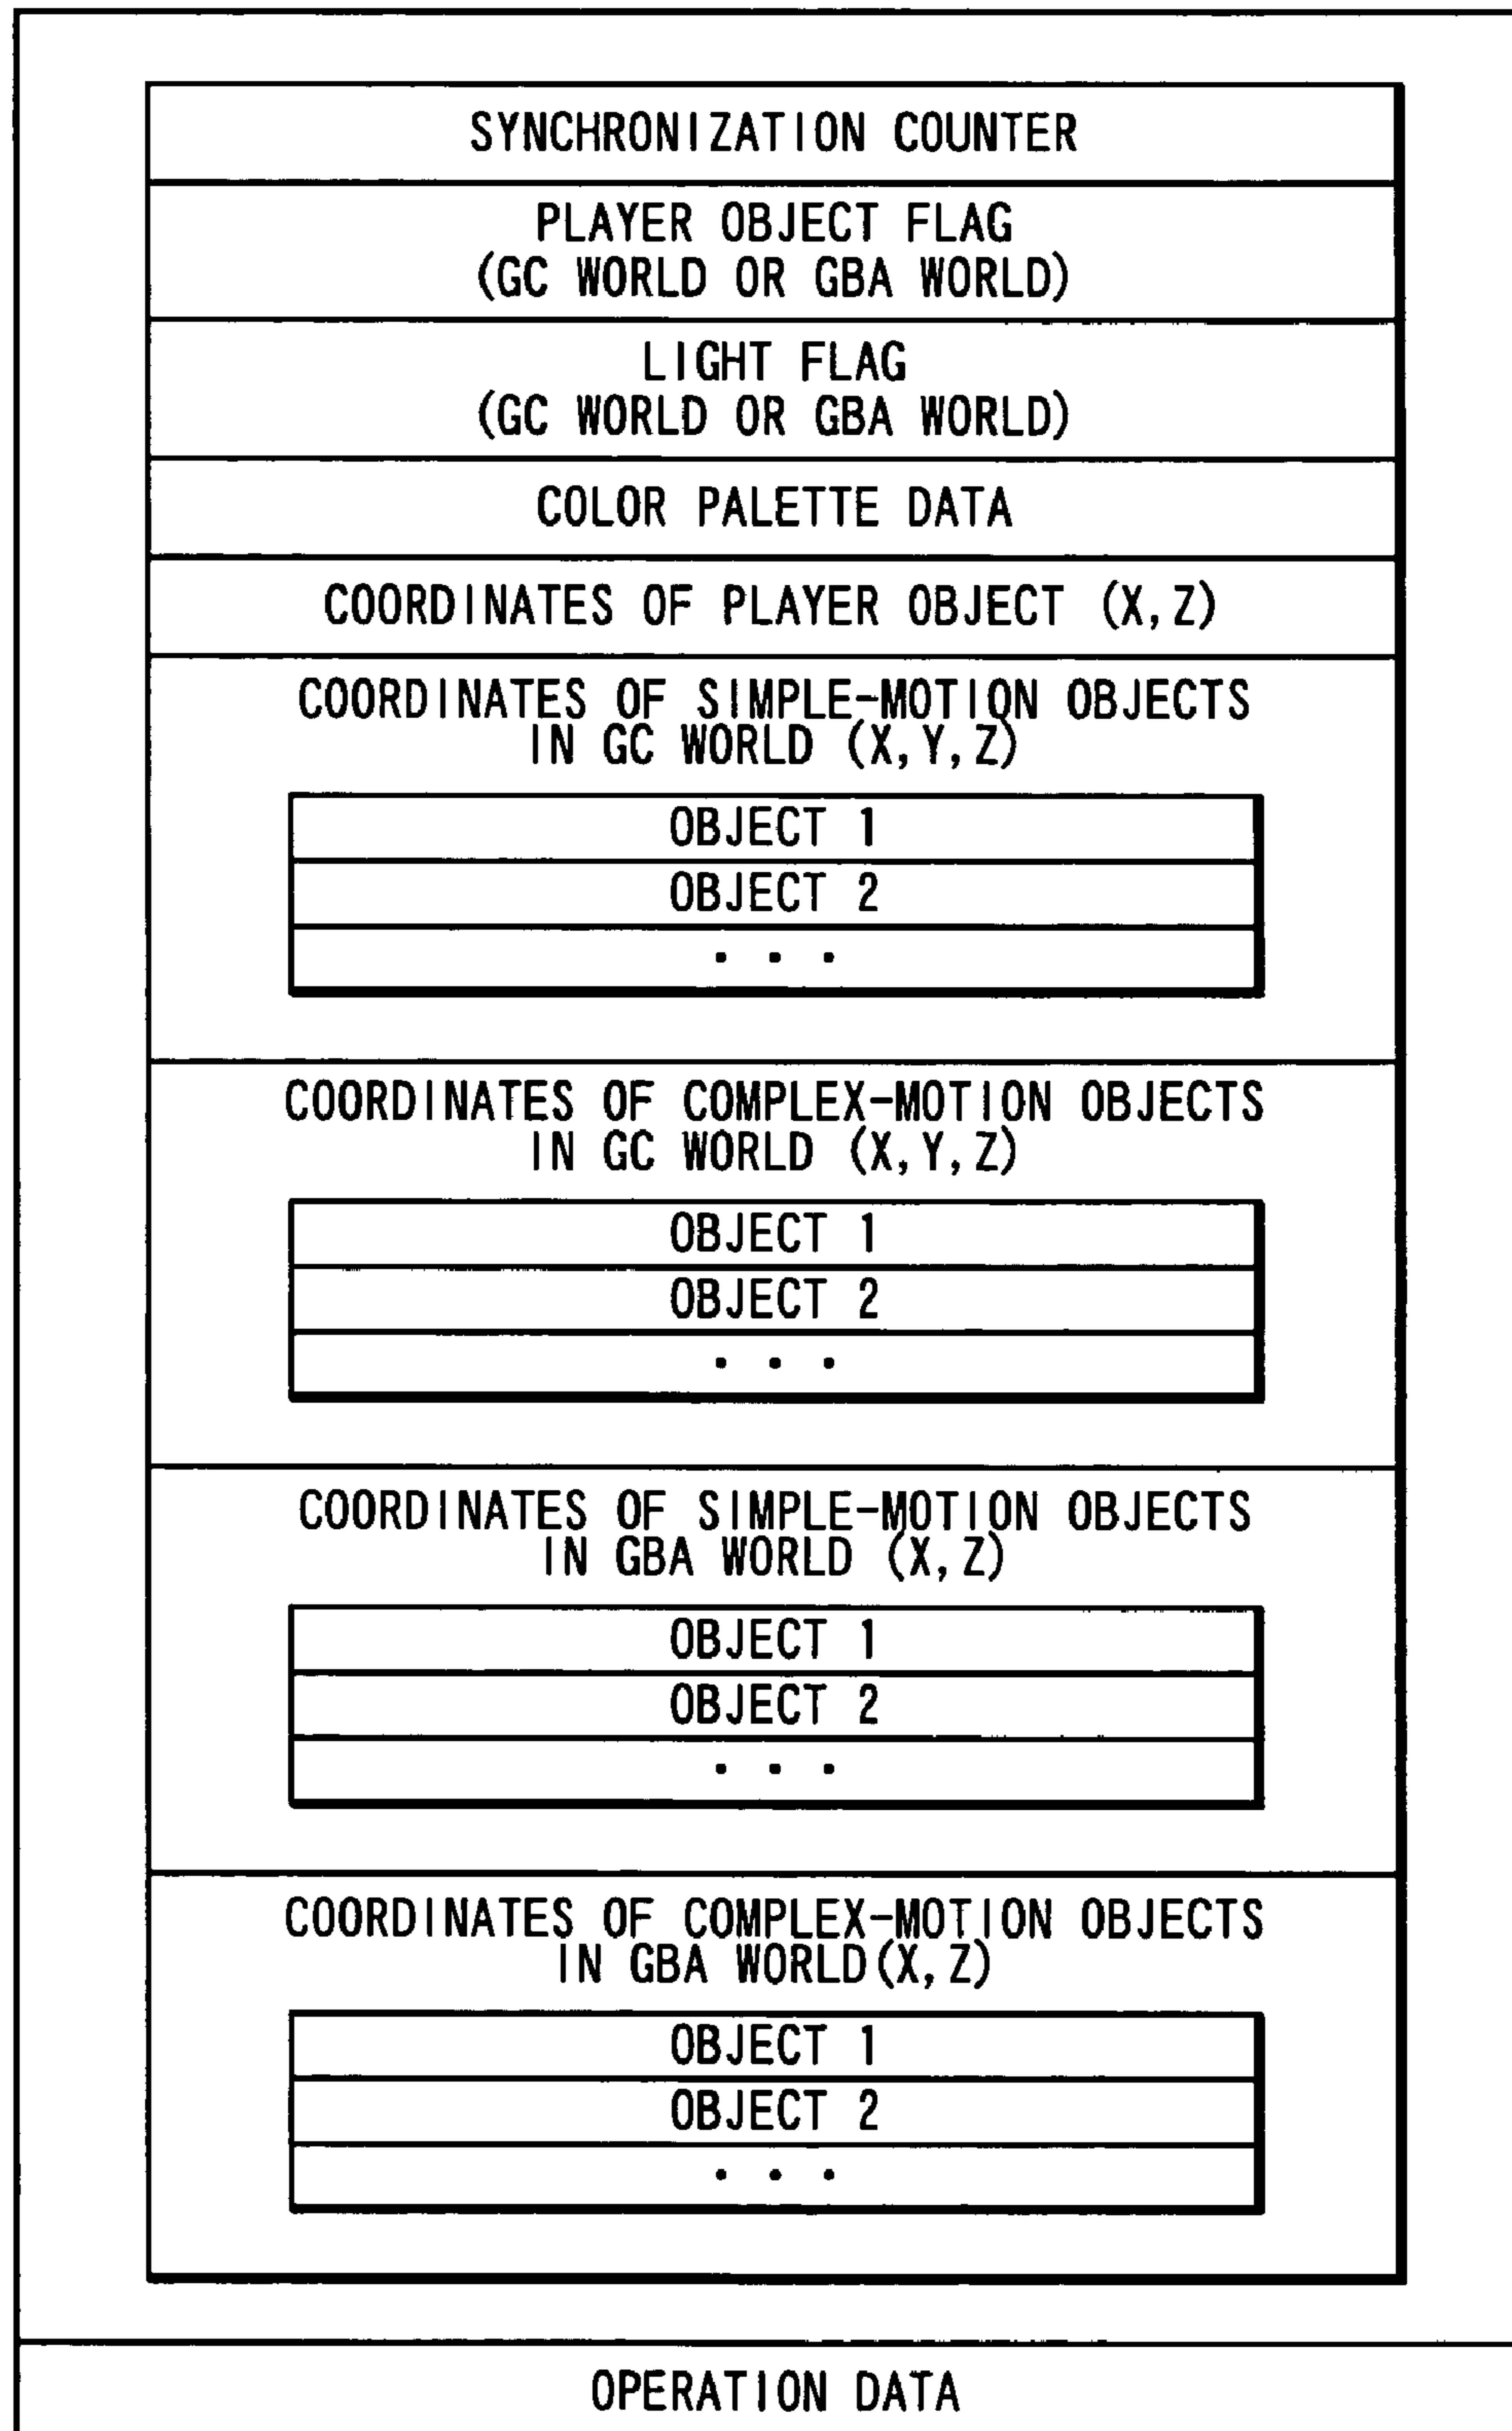 SYNCHRONIZATION COUNTER
PLAYER OBJECT FLAG
(GC WORLD OR GBA WORLD)
LIGHT FLAG
(GC WORLD OR GBA WORLD)
COLOR PALETTE DATA
COORDINATES OF PLAYER OBJECT (X, Z)
COORDINATES OF SIMPLE-MOTION OBJECTS
IN GC WORLD (X, Y, Z)
OBJECT 1
OBJECT 2
. . .
COORDINATES OF COMPLEX-MOTION OBJECTS
IN GC WORLD (X, Y, Z)
OBJECT 1
OBJECT 2
. . .
COORDINATES OF SIMPLE-MOTION OBJECTS
IN GBA WORLD (X, Z)
OBJECT 1
OBJECT 2
. . .
COORDINATES OF COMPLEX-MOTION OBJECTS
IN GBA WORLD(X, Z)
OBJECT 1
OBJECT 2
. . .
OPERATION DATA